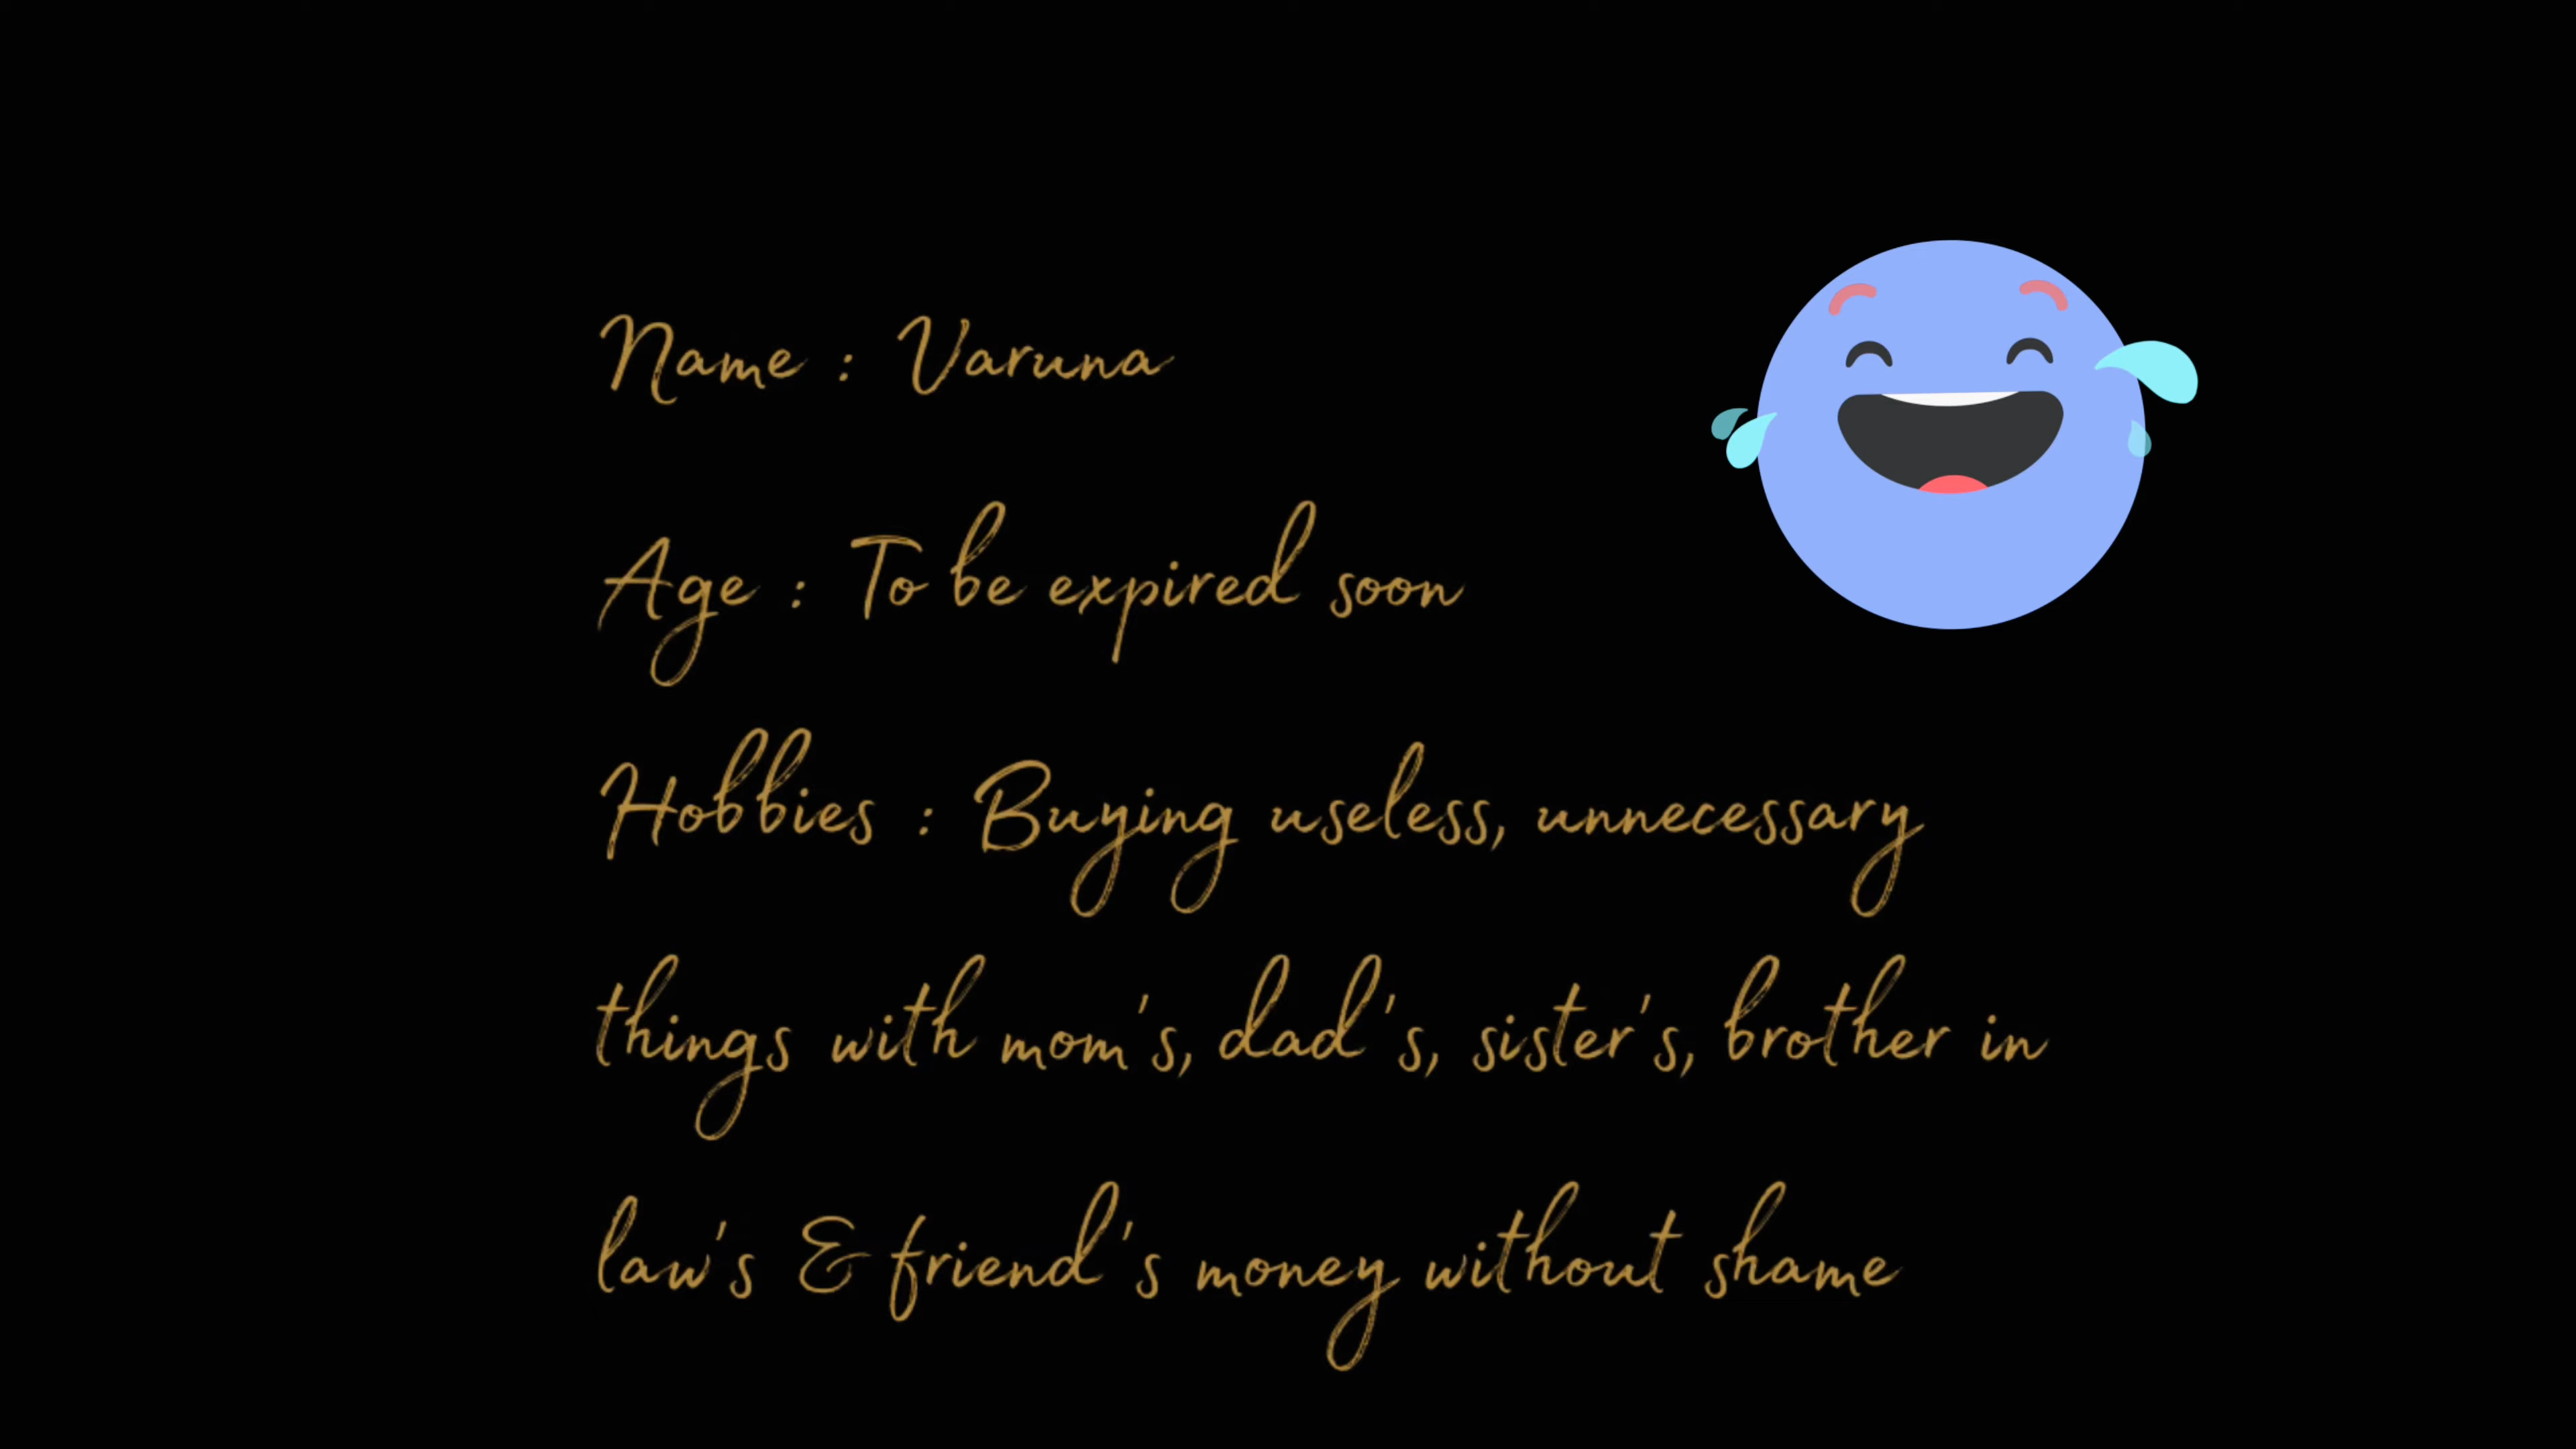 Name : Varuna
Age : To be expired soon
Hobbies : Buying useless, unnecessary
things with mom's, dad's, sister's, brother in
law's & friend's money without shame